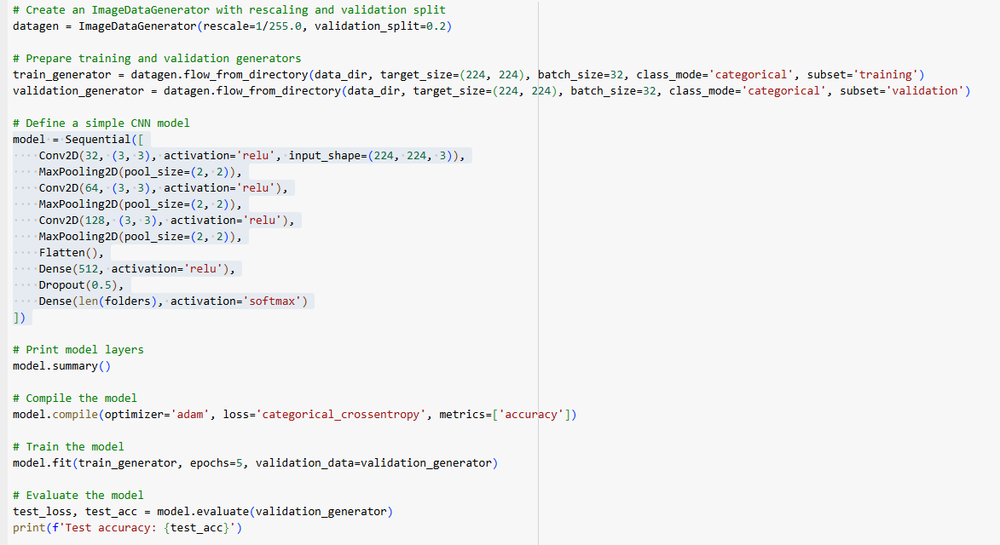 # Create an ImageDataGenerator with rescaling and validation split
datagen = ImageDataGenerator(rescale=1/255.0, validation_split=0.2)
# Prepare training and validation generators
train_generator = datagen.flow_from_directory(data_dir, target_size=(224, 224), batch_size=32, class_mode='categorical', subset='training')
validation_generator = datagen.flow_from_directory(data_dir, target_size=(224, 224), batch_size=32, class_mode='categorical', subset='validation')
# Define a simple CNN model
model = Sequential([
    Conv2D(32, (3, 3), activation='relu', input_shape=(224, 224, 3)),
    MaxPooling2D(pool_size=(2, 2)),
    Conv2D(64, (3, 3), activation='relu'),
    MaxPooling2D(pool_size=(2, 2)),
    Conv2D(128, (3, 3), activation='relu'),
    MaxPooling2D(pool_size=(2, 2)),
    Flatten(),
    Dense(512, activation='relu'),
    Dropout(0.5),
    Dense(len(folders), activation='softmax')
])
# Print model layers
model.summary()
# Compile the model
model.compile(optimizer='adam', loss='categorical_crossentropy', metrics=['accuracy'])
# Train the model
model.fit(train_generator, epochs=5, validation_data=validation_generator)
# Evaluate the model
test_loss, test_acc = model.evaluate(validation_generator)
print(f'Test accuracy: {test_acc}')